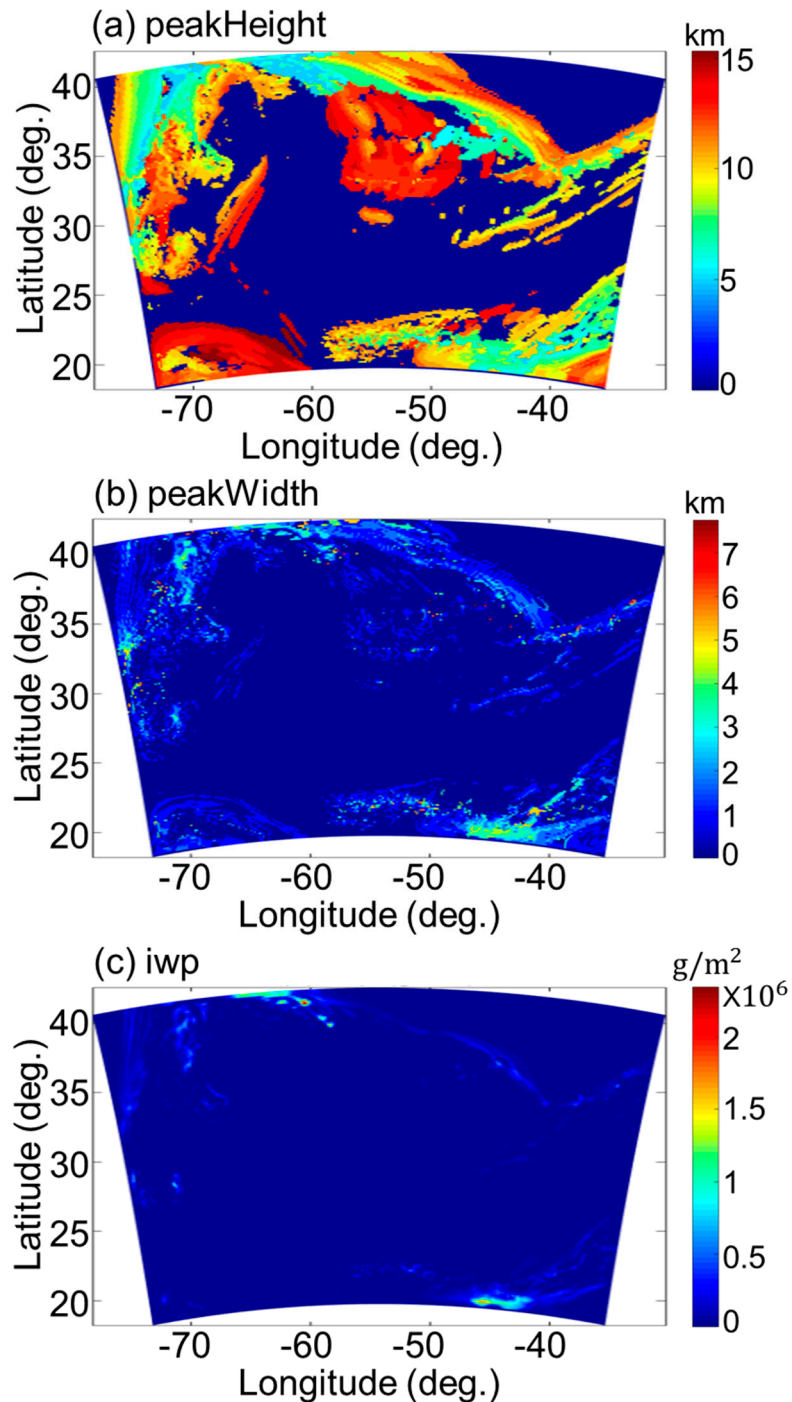 (a) peakHeight
km
15
10
5
0
40
35
30
25
20
Latitude (deg.)
-70 -60 -50 -40
Longitude (deg.)
(b) peakWidth
km
7
6
5
4
3
2
1
0
40
35
30
25
20
Latitude (deg.)
-70 -60 -50 -40
Longitude (deg.)
(c) iwp
g/m²
X10⁶
2
1.5
1
0.5
0
40
35
30
25
20
Latitude (deg.)
-70 -60 -50 -40
Longitude (deg.)